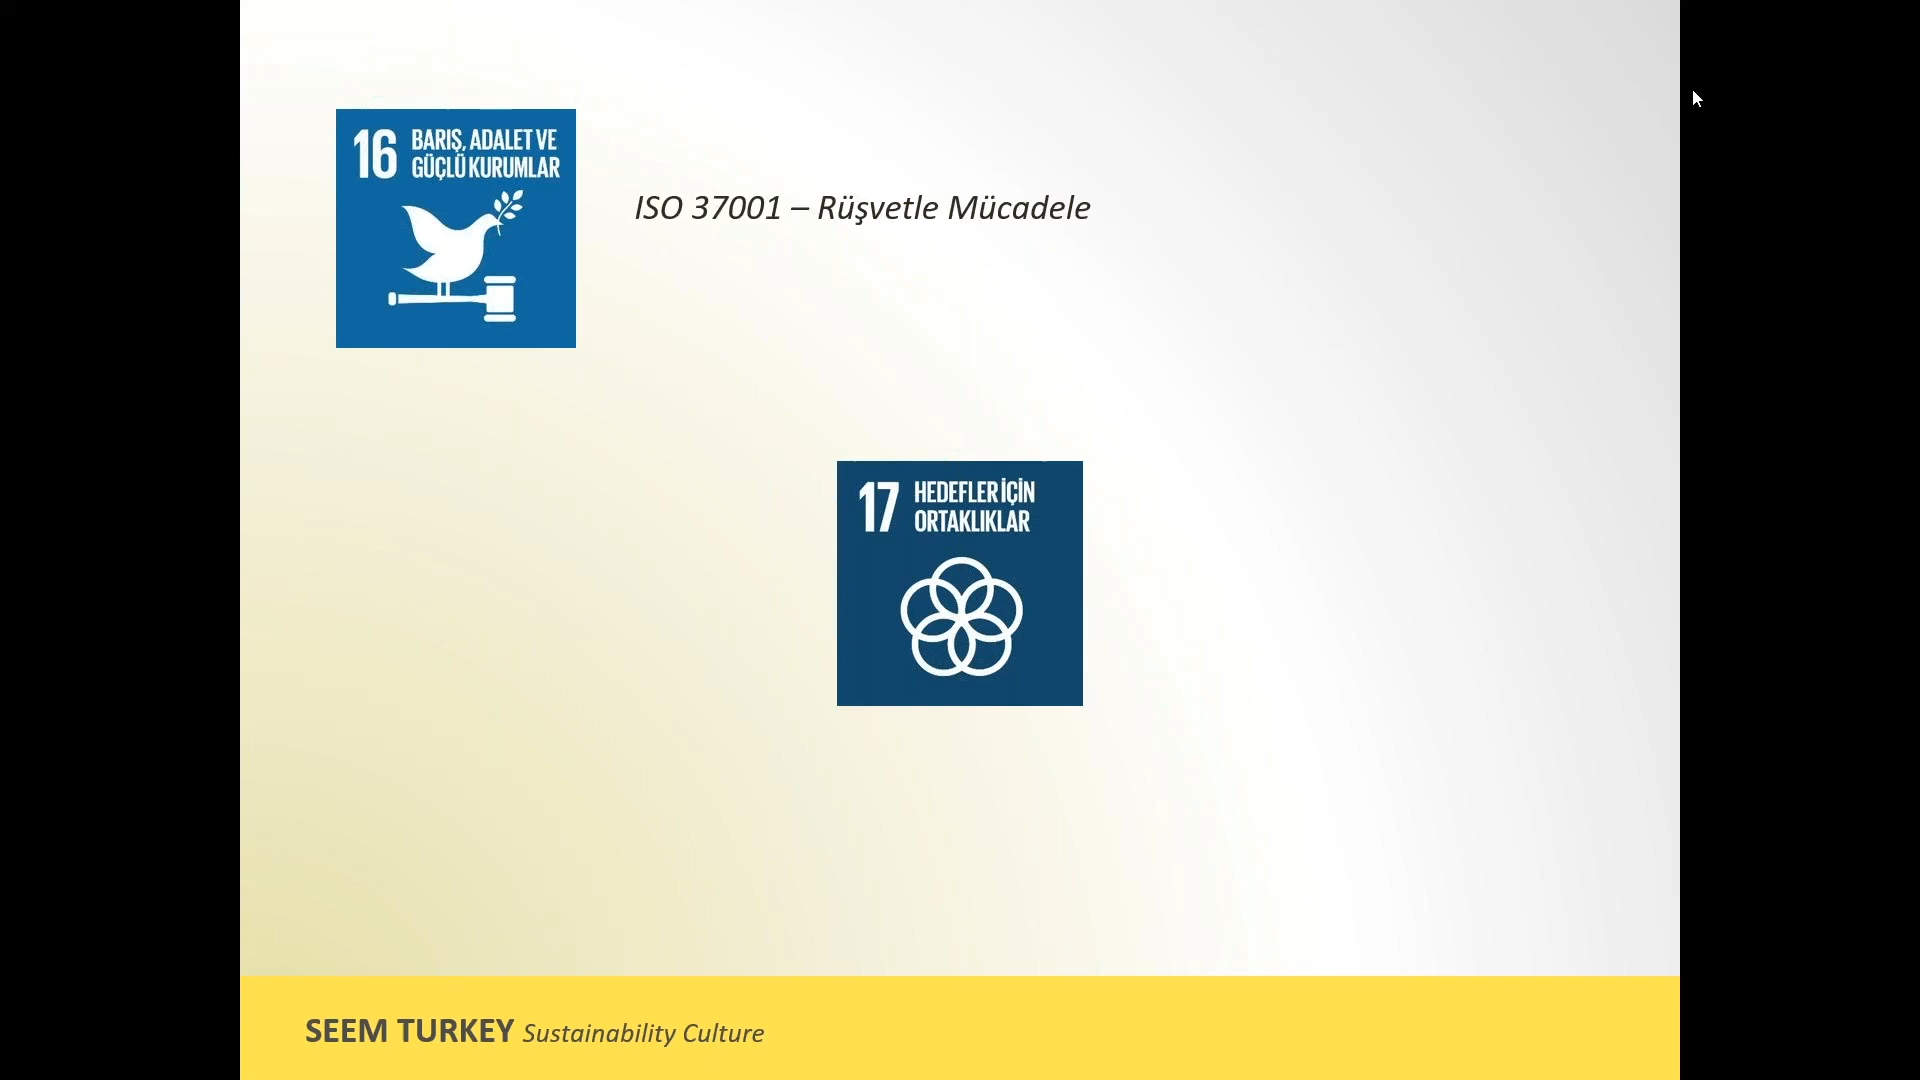 16 BARIŞ, ADALET VE
GÜÇLÜ KURUMLAR
ISO 37001 – Rüşvetle Mücadele
17 HEDEFLER İÇİN
ORTAKLIKLAR
SEEM TURKEY Sustainability Culture